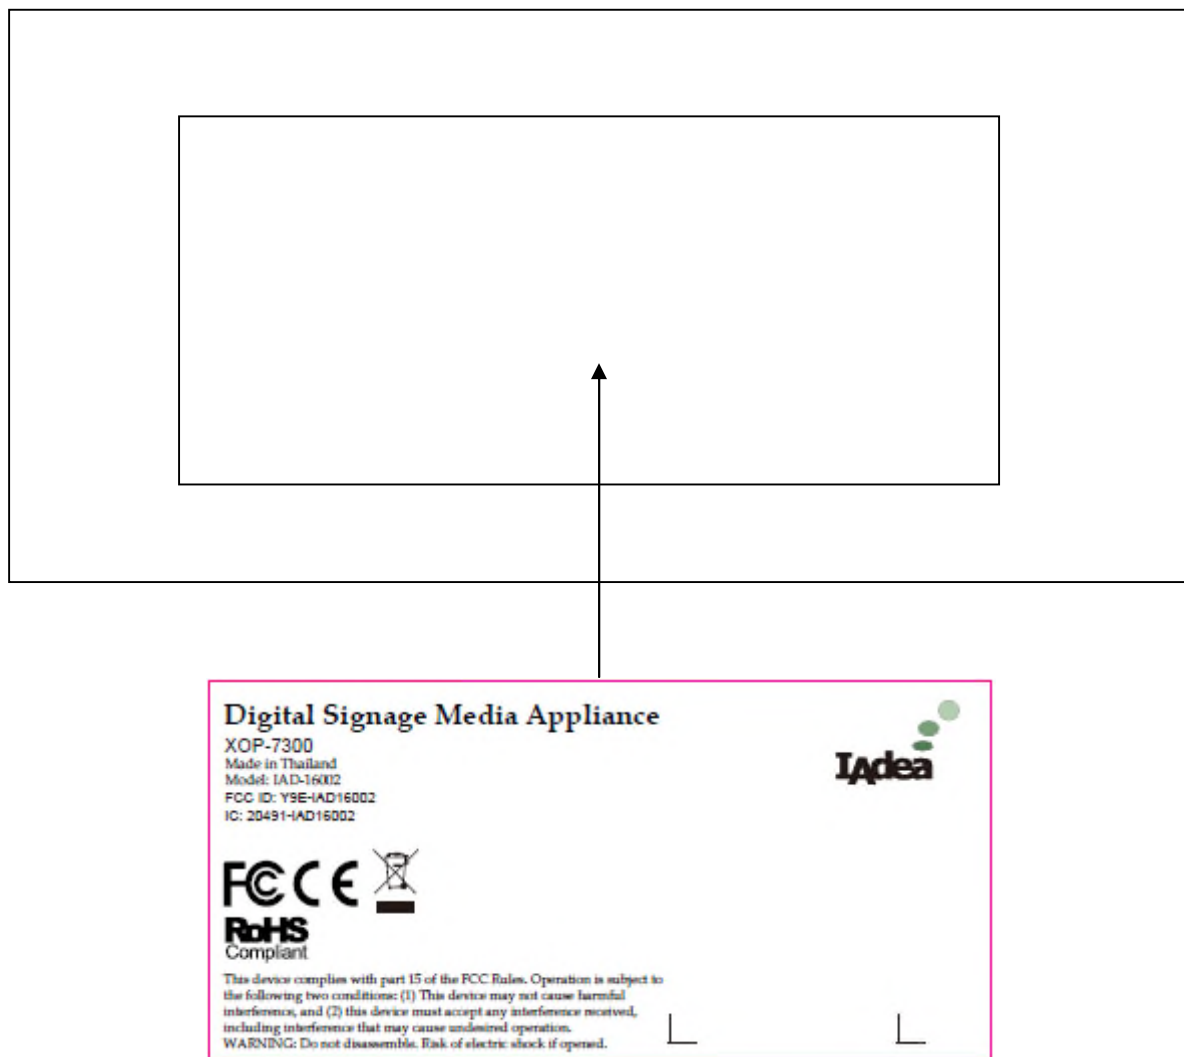 Digital Signage Media Appliance
XOP-7300
Made in Thailand
Model: IAD-16002
FCC ID: Y9E-IAD16002
IC: 20491-IAD16002
IAdea
FC CE
RoHS
Compliant
This device complies with part 15 of the FCC Rules. Operation is subject to
the following two conditions: (1) This device may not cause harmful
interference, and (2) this device must accept any interference received,
including interference that may cause undesired operation.
WARNING: Do not disassemble. Risk of electric shock if opened.